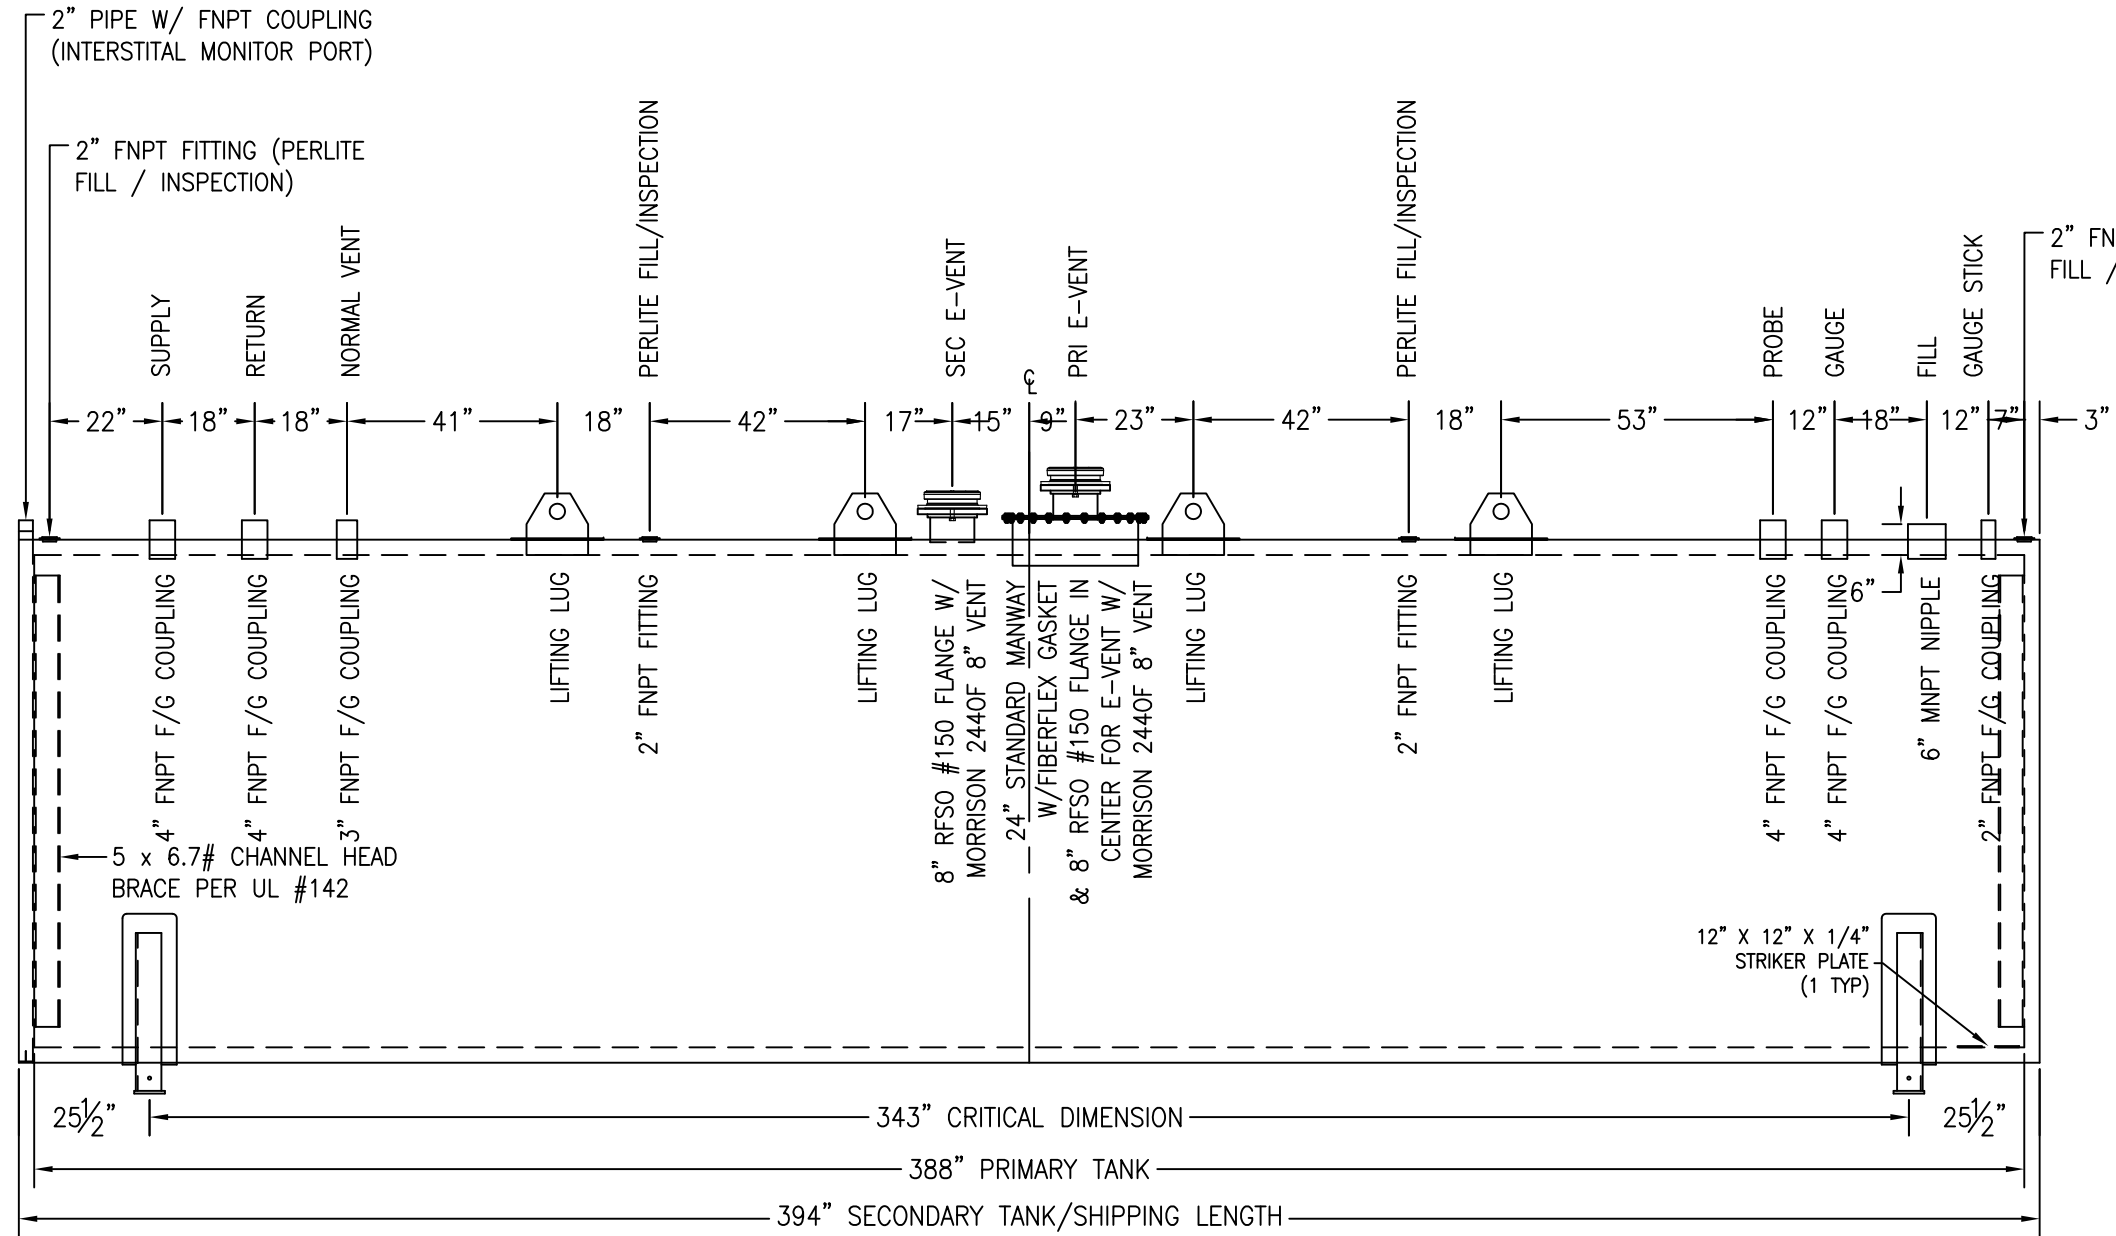 2” PIPE W/ FNPT COUPLING
(INTERSTITAL MONITOR PORT)
2” FNPT FITTING (PERLITE
FILL / INSPECTION)
SUPPLY
RETURN
NORMAL VENT
PERLITE FILL/INSPECTION
SEC E-VENT
℄
PRI E-VENT
PERLITE FILL/INSPECTION
PROBE
GAUGE
FILL
GAUGE STICK
2” FN
FILL /
22”
18”
18”
41”
18”
42”
17”
15”
9”
23”
42”
18”
53”
12”
18”
12”
7”
3”
4” FNPT F/G COUPLING
4” FNPT F/G COUPLING
3” FNPT F/G COUPLING
LIFTING LUG
2” FNPT FITTING
LIFTING LUG
8” RFSO #150 FLANGE W/
MORRISON 244OF 8” VENT
24” STANDARD MANWAY
W/FIBERFLEX GASKET
& 8” RFSO #150 FLANGE IN
CENTER FOR E-VENT W/
MORRISON 244OF 8” VENT
LIFTING LUG
2” FNPT FITTING
LIFTING LUG
4” FNPT F/G COUPLING
4” FNPT F/G COUPLING
6”
6” MNPT NIPPLE
2” FNPT F/G COUPLING
5 x 6.7# CHANNEL HEAD
BRACE PER UL #142
12” X 12” X 1/4”
STRIKER PLATE
(1 TYP)
25½”
343” CRITICAL DIMENSION
25½”
388” PRIMARY TANK
394” SECONDARY TANK/SHIPPING LENGTH